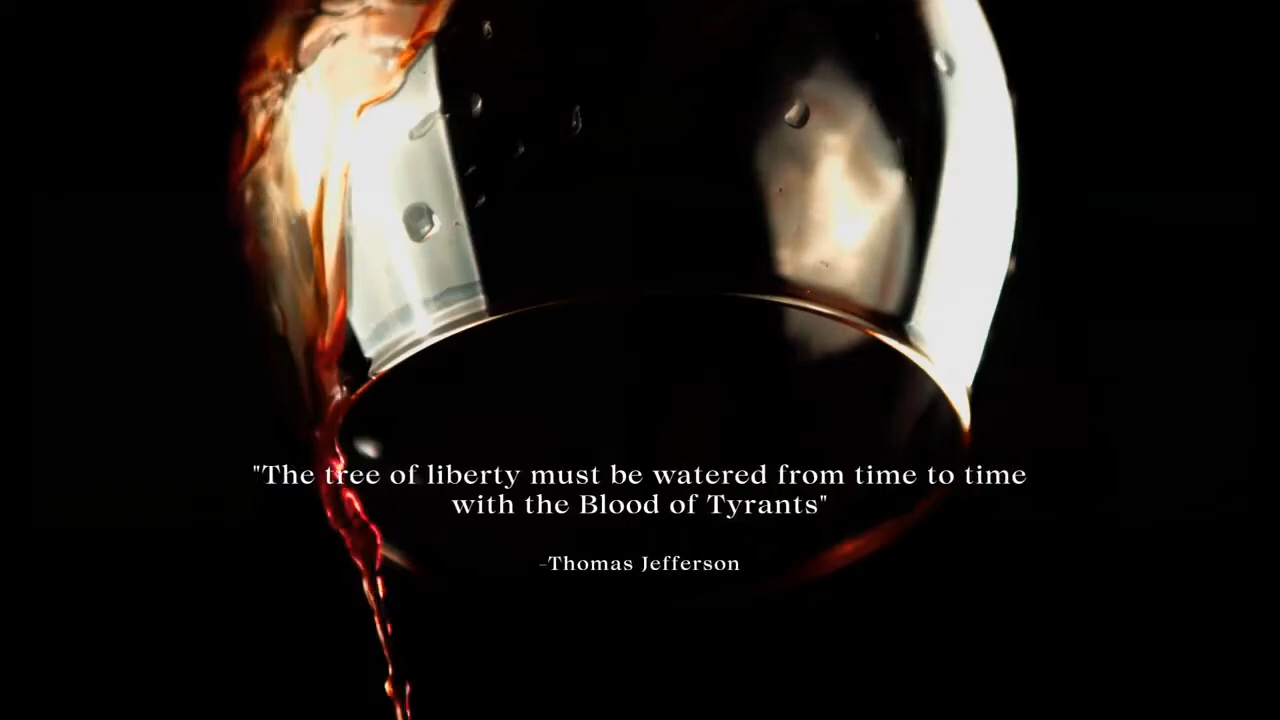 "The tree of liberty must be watered from time to time
with the Blood of Tyrants"
-Thomas Jefferson